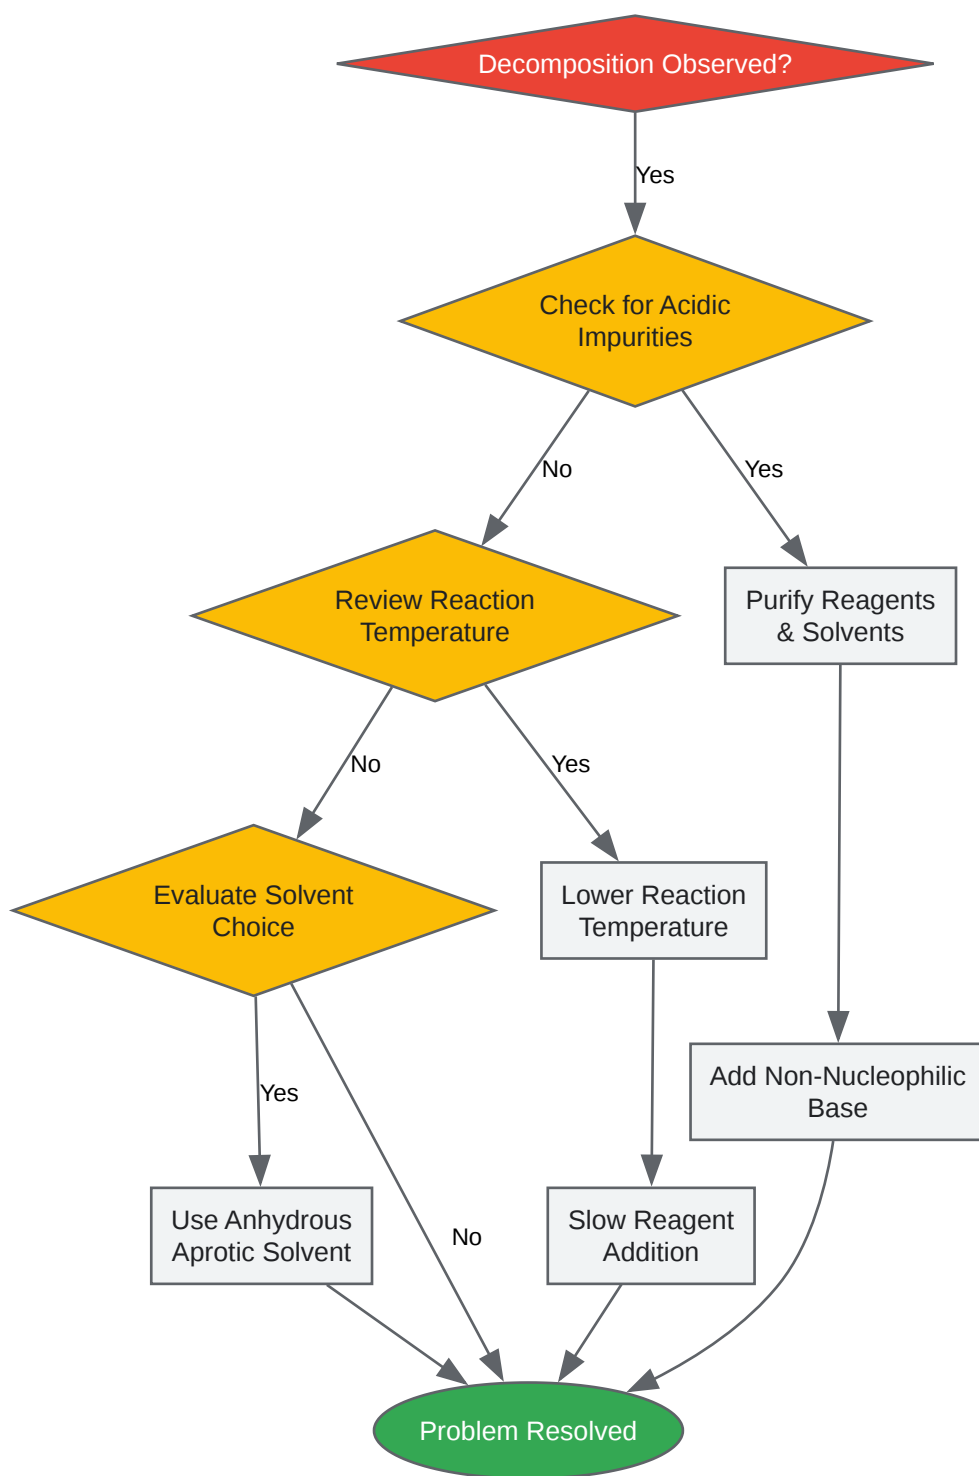 Decomposition Observed?
Yes
Check for Acidic
Impurities
No
Yes
Review Reaction
Temperature
Purify Reagents
& Solvents
No
Yes
Evaluate Solvent
Choice
Lower Reaction
Temperature
Add Non-Nucleophilic
Base
Yes
Use Anhydrous
Aprotic Solvent
No
Slow Reagent
Addition
Problem Resolved